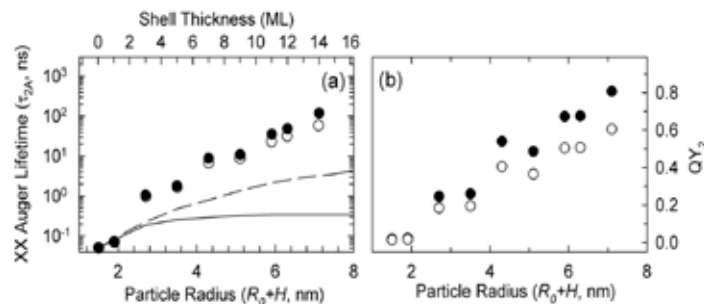 Shell Thickness (ML)
0 2 4 6 8 10 12 14 16
XX Auger Lifetime (τ2A, ns)
10³
10²
10¹
10⁰
10⁻¹
(a)
2 4 6 8
Particle Radius (R₀+H, nm)
(b)
0.8
0.6
0.4
0.2
0.0
QY₂
2 4 6 8
Particle Radius (R₀+H, nm)